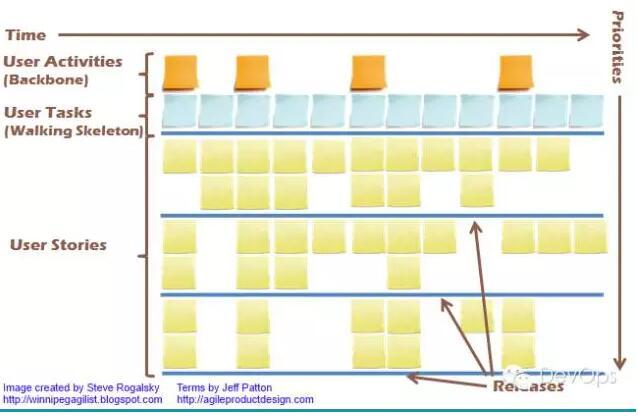 Time
Priorities
User Activities
(Backbone)
User Tasks
(Walking Skeleton)
User Stories
Image created by Steve Rogalsky
http://winnipegagilist.blogspot.com
Terms by Jeff Patton
http://agileproductdesign.com
Releases
DevOps